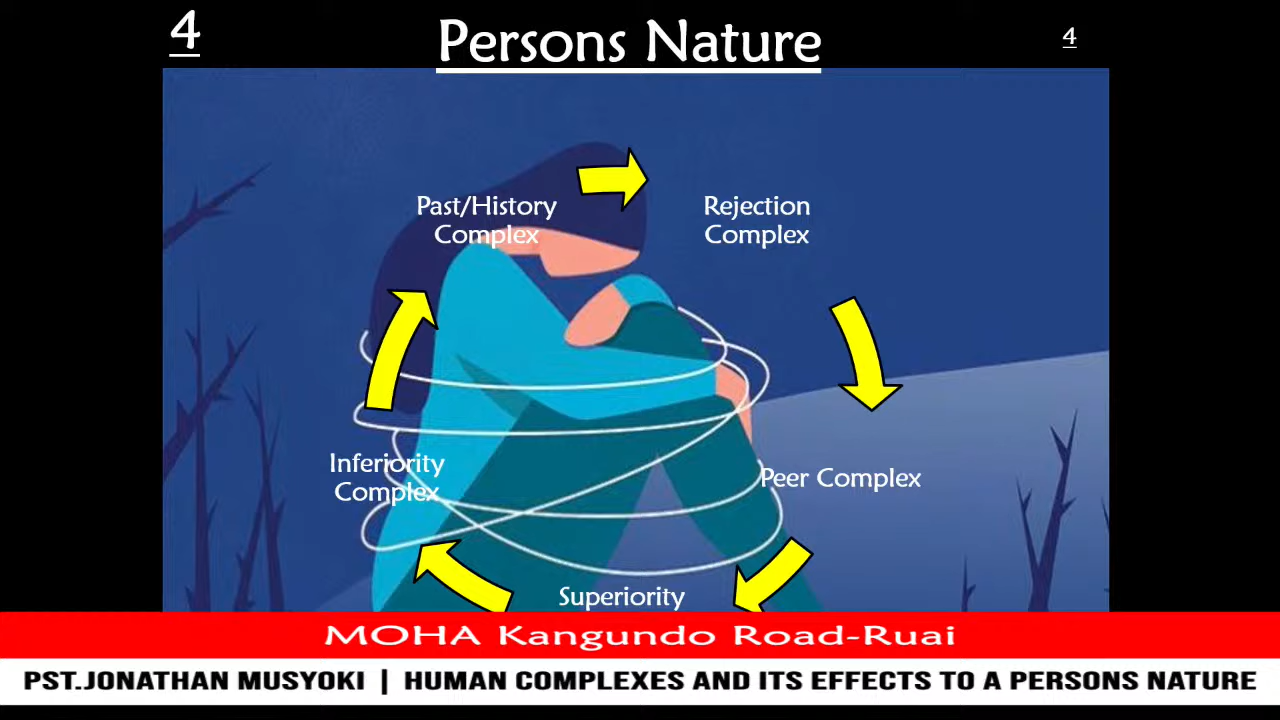 4
Persons Nature
4
Past/History
Complex
Rejection
Complex
Inferiority
Complex
Peer Complex
Superiority
MOHA Kangundo Road-Ruai
PST.JONATHAN MUSYOKI | HUMAN COMPLEXES AND ITS EFFECTS TO A PERSONS NATURE